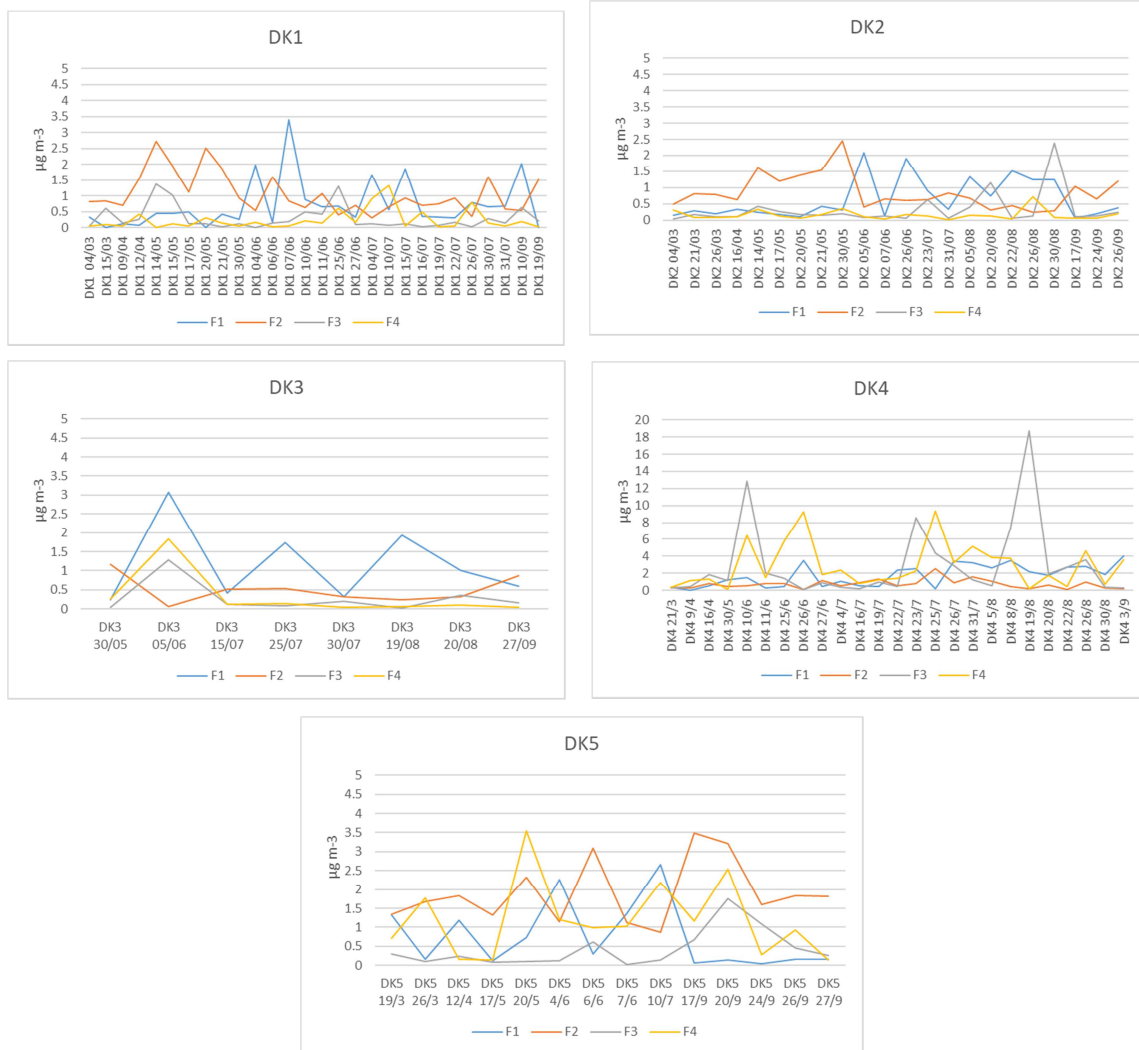 DK1
µg m-3
5
4.5
4
3.5
3
2.5
2
1.5
1
0.5
0
DK1 04/03
DK1 15/03
DK1 09/04
DK1 12/04
DK1 14/05
DK1 15/05
DK1 17/05
DK1 20/05
DK1 21/05
DK1 30/05
DK1 04/06
DK1 06/06
DK1 07/06
DK1 10/06
DK1 11/06
DK1 25/06
DK1 27/06
DK1 04/07
DK1 10/07
DK1 15/07
DK1 16/07
DK1 19/07
DK1 22/07
DK1 26/07
DK1 30/07
DK1 31/07
DK1 10/09
DK1 19/09
F1 F2 F3 F4
DK2
µg m-3
5
4.5
4
3.5
3
2.5
2
1.5
1
0.5
0
DK2 04/03
DK2 21/03
DK2 26/03
DK2 16/04
DK2 14/05
DK2 17/05
DK2 20/05
DK2 21/05
DK2 30/05
DK2 05/06
DK2 07/06
DK2 26/06
DK2 23/07
DK2 31/07
DK2 05/08
DK2 20/08
DK2 22/08
DK2 26/08
DK2 30/08
DK2 17/09
DK2 24/09
DK2 26/09
F1 F2 F3 F4
DK3
µg m-3
5
4.5
4
3.5
3
2.5
2
1.5
1
0.5
0
DK3 DK3 DK3 DK3 DK3 DK3 DK3 DK3
30/05 05/06 15/07 25/07 30/07 19/08 20/08 27/09
F1 F2 F3 F4
DK4
µg m-3
20
18
16
14
12
10
8
6
4
2
0
DK4 21/3
DK4 9/4
DK4 16/4
DK4 30/5
DK4 10/6
DK4 11/6
DK4 25/6
DK4 26/6
DK4 27/6
DK4 4/7
DK4 16/7
DK4 19/7
DK4 22/7
DK4 23/7
DK4 25/7
DK4 26/7
DK4 31/7
DK4 5/8
DK4 8/8
DK4 19/8
DK4 20/8
DK4 22/8
DK4 26/8
DK4 30/8
DK4 3/9
F1 F2 F3 F4
DK5
µg m-3
5
4.5
4
3.5
3
2.5
2
1.5
1
0.5
0
DK5 DK5 DK5 DK5 DK5 DK5 DK5 DK5 DK5 DK5 DK5 DK5 DK5 DK5
19/3 26/3 12/4 17/5 20/5 4/6 6/6 7/6 10/7 17/9 20/9 24/9 26/9 27/9
F1 F2 F3 F4